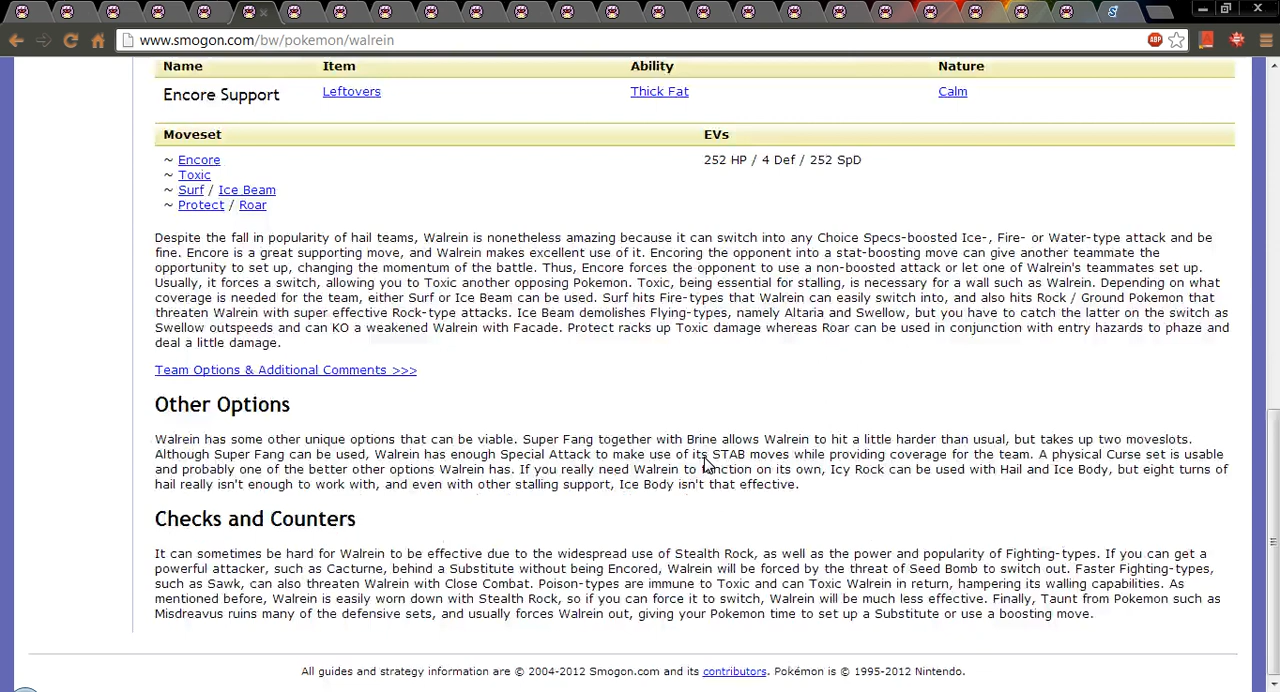 www.smogon.com/bw/pokemon/walrein
ABP
Name Item Ability Nature
Encore Support Leftovers Thick Fat Calm
Moveset EVs
~ Encore 252 HP / 4 Def / 252 SpD
~ Toxic
~ Surf / Ice Beam
~ Protect / Roar
Despite the fall in popularity of hail teams, Walrein is nonetheless amazing because it can switch into any Choice Specs-boosted Ice-, Fire- or Water-type attack and be
fine. Encore is a great supporting move, and Walrein makes excellent use of it. Encoring the opponent into a stat-boosting move can give another teammate the
opportunity to set up, changing the momentum of the battle. Thus, Encore forces the opponent to use a non-boosted attack or let one of Walrein's teammates set up.
Usually, it forces a switch, allowing you to Toxic another opposing Pokemon. Toxic, being essential for stalling, is necessary for a wall such as Walrein. Depending on what
coverage is needed for the team, either Surf or Ice Beam can be used. Surf hits Fire-types that Walrein can easily switch into, and also hits Rock / Ground Pokemon that
threaten Walrein with super effective Rock-type attacks. Ice Beam demolishes Flying-types, namely Altaria and Swellow, but you have to catch the latter on the switch as
Swellow outspeeds and can KO a weakened Walrein with Facade. Protect racks up Toxic damage whereas Roar can be used in conjunction with entry hazards to phaze and
deal a little damage.
Team Options & Additional Comments >>>
Other Options
Walrein has some other unique options that can be viable. Super Fang together with Brine allows Walrein to hit a little harder than usual, but takes up two moveslots.
Although Super Fang can be used, Walrein has enough Special Attack to make use of its STAB moves while providing coverage for the team. A physical Curse set is usable
and probably one of the better other options Walrein has. If you really need Walrein to function on its own, Icy Rock can be used with Hail and Ice Body, but eight turns of
hail really isn't enough to work with, and even with other stalling support, Ice Body isn't that effective.
Checks and Counters
It can sometimes be hard for Walrein to be effective due to the widespread use of Stealth Rock, as well as the power and popularity of Fighting-types. If you can get a
powerful attacker, such as Cacturne, behind a Substitute without being Encored, Walrein will be forced by the threat of Seed Bomb to switch out. Faster Fighting-types,
such as Sawk, can also threaten Walrein with Close Combat. Poison-types are immune to Toxic and can Toxic Walrein in return, hampering its walling capabilities. As
mentioned before, Walrein is easily worn down with Stealth Rock, so if you can force it to switch, Walrein will be much less effective. Finally, Taunt from Pokemon such as
Misdreavus ruins many of the defensive sets, and usually forces Walrein out, giving your Pokemon time to set up a Substitute or use a boosting move.
All guides and strategy information are © 2004-2012 Smogon.com and its contributors. Pokémon is © 1995-2012 Nintendo.